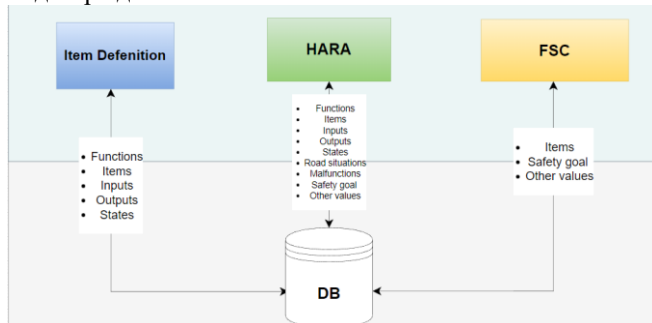 Item Defenition
HARA
FSC
• Functions
• Items
• Inputs
• Outputs
• States
• Functions
• Items
• Inputs
• Outputs
• States
• Road situations
• Malfunctions
• Safety goal
• Other values
• Items
• Safety goal
• Other values
DB